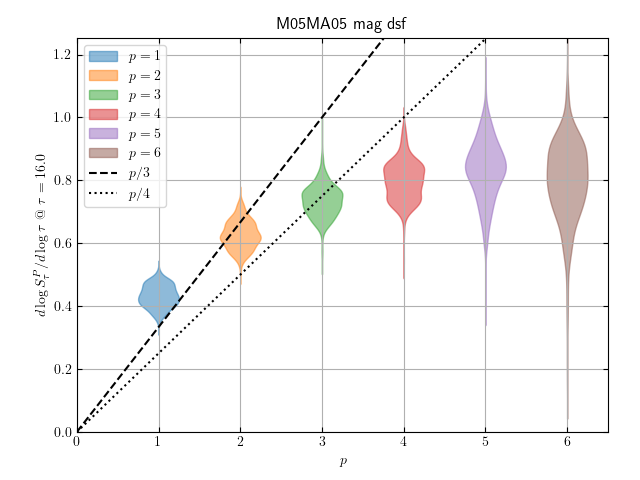 M05MA05 mag dsf
1.2
1.0
0.8
0.6
0.4
0.2
0.0
d log S_τ^P / d log τ @ τ = 16.0
p = 1
p = 2
p = 3
p = 4
p = 5
p = 6
p/3
p/4
0 1 2 3 4 5 6
p